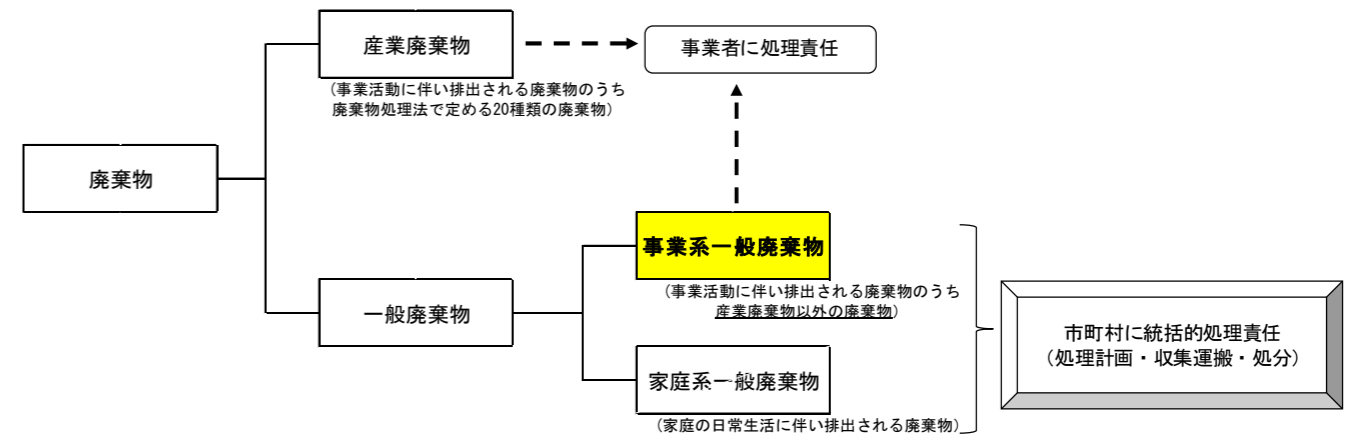 産業廃棄物
事業者に処理責任
(事業活動に伴い排出される廃棄物のうち
廃棄物処理法で定める20種類の廃棄物)
廃棄物
事業系一般廃棄物
(事業活動に伴い排出される廃棄物のうち
産業廃棄物以外の廃棄物)
一般廃棄物
市町村に統括的処理責任
(処理計画・収集運搬・処分)
家庭系一般廃棄物
(家庭の日常生活に伴い排出される廃棄物)